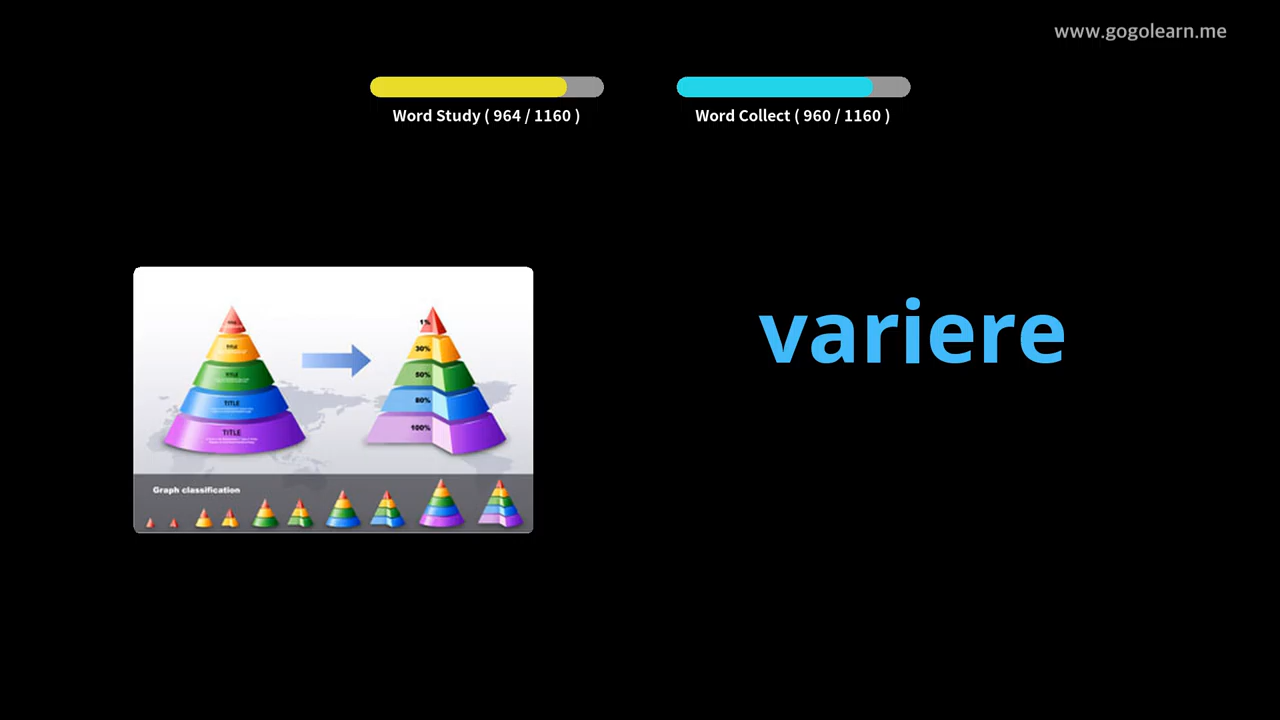 www.gogolearn.me
Word Study ( 964 / 1160 )
Word Collect ( 960 / 1160 )
variere
1%
30%
TITLE
50%
TITLE
80%
TITLE
100%
TITLE
Graph classification